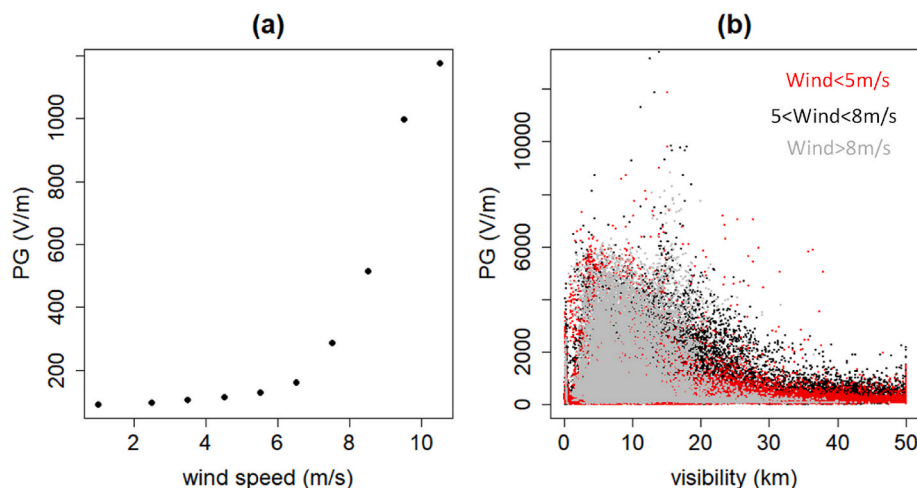 (a)
PG (V/m)
200 400 600 800 1000
2 4 6 8 10
wind speed (m/s)
(b)
Wind<5m/s
5<Wind<8m/s
Wind>8m/s
PG (V/m)
0 2000 6000 10000
0 10 20 30 40 50
visibility (km)